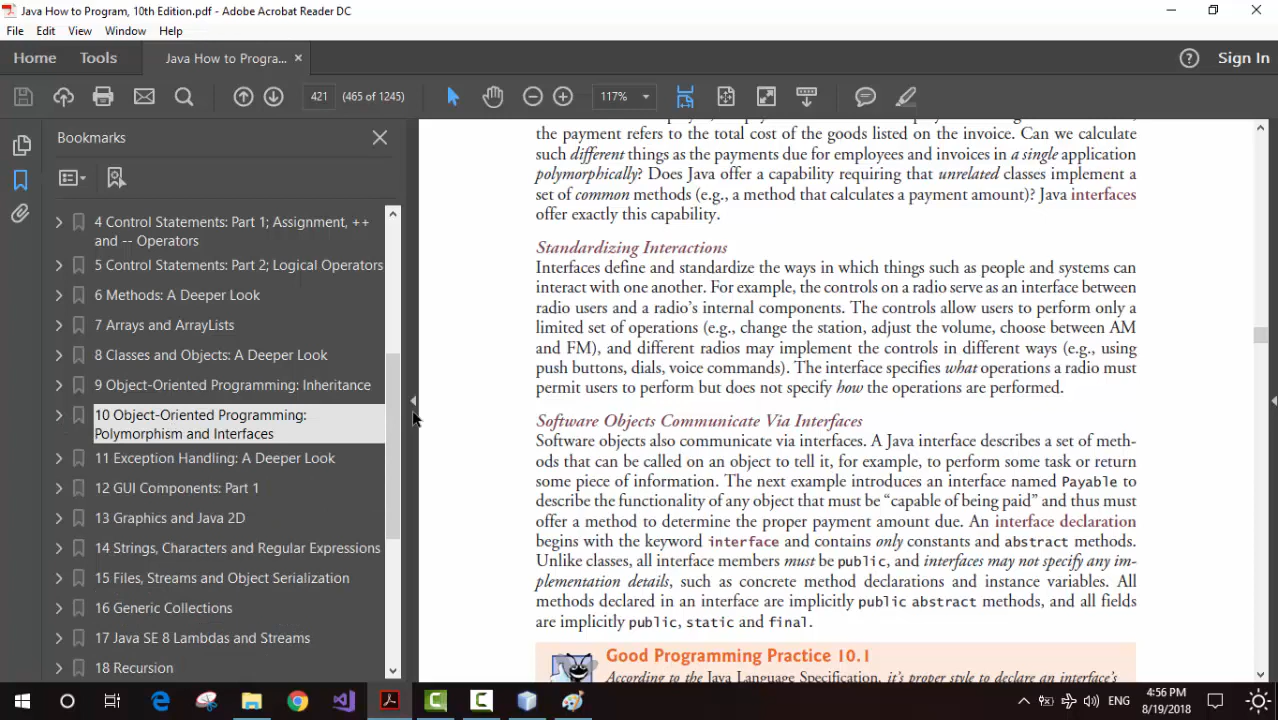 Java How to Program, 10th Edition.pdf - Adobe Acrobat Reader DC
File Edit View Window Help
Home Tools Java How to Progra... × Sign In
421 (465 of 1245) 117%
Bookmarks
4 Control Statements: Part 1; Assignment, ++
and -- Operators
5 Control Statements: Part 2; Logical Operators
6 Methods: A Deeper Look
7 Arrays and ArrayLists
8 Classes and Objects: A Deeper Look
9 Object-Oriented Programming: Inheritance
10 Object-Oriented Programming:
Polymorphism and Interfaces
11 Exception Handling: A Deeper Look
12 GUI Components: Part 1
13 Graphics and Java 2D
14 Strings, Characters and Regular Expressions
15 Files, Streams and Object Serialization
16 Generic Collections
17 Java SE 8 Lambdas and Streams
18 Recursion
the payment refers to the total cost of the goods listed on the invoice. Can we calculate
such different things as the payments due for employees and invoices in a single application
polymorphically? Does Java offer a capability requiring that unrelated classes implement a
set of common methods (e.g., a method that calculates a payment amount)? Java interfaces
offer exactly this capability.
Standardizing Interactions
Interfaces define and standardize the ways in which things such as people and systems can
interact with one another. For example, the controls on a radio serve as an interface between
radio users and a radio's internal components. The controls allow users to perform only a
limited set of operations (e.g., change the station, adjust the volume, choose between AM
and FM), and different radios may implement the controls in different ways (e.g., using
push buttons, dials, voice commands). The interface specifies what operations a radio must
permit users to perform but does not specify how the operations are performed.
Software Objects Communicate Via Interfaces
Software objects also communicate via interfaces. A Java interface describes a set of meth-
ods that can be called on an object to tell it, for example, to perform some task or return
some piece of information. The next example introduces an interface named Payable to
describe the functionality of any object that must be “capable of being paid” and thus must
offer a method to determine the proper payment amount due. An interface declaration
begins with the keyword interface and contains only constants and abstract methods.
Unlike classes, all interface members must be public, and interfaces may not specify any im-
plementation details, such as concrete method declarations and instance variables. All
methods declared in an interface are implicitly public abstract methods, and all fields
are implicitly public, static and final.
Good Programming Practice 10.1
According to the Java Language Specification, it's proper style to declare an interface's
ENG
4:56 PM
8/19/2018